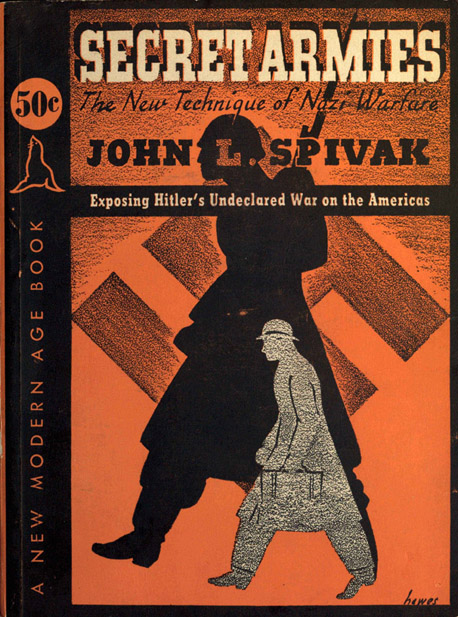 SECRET ARMIES
50c
The New Technique of Nazi Warfare
JOHN L. SPIVAK
Exposing Hitler's Undeclared War on the Americas
A NEW MODERN AGE BOOK
hawes